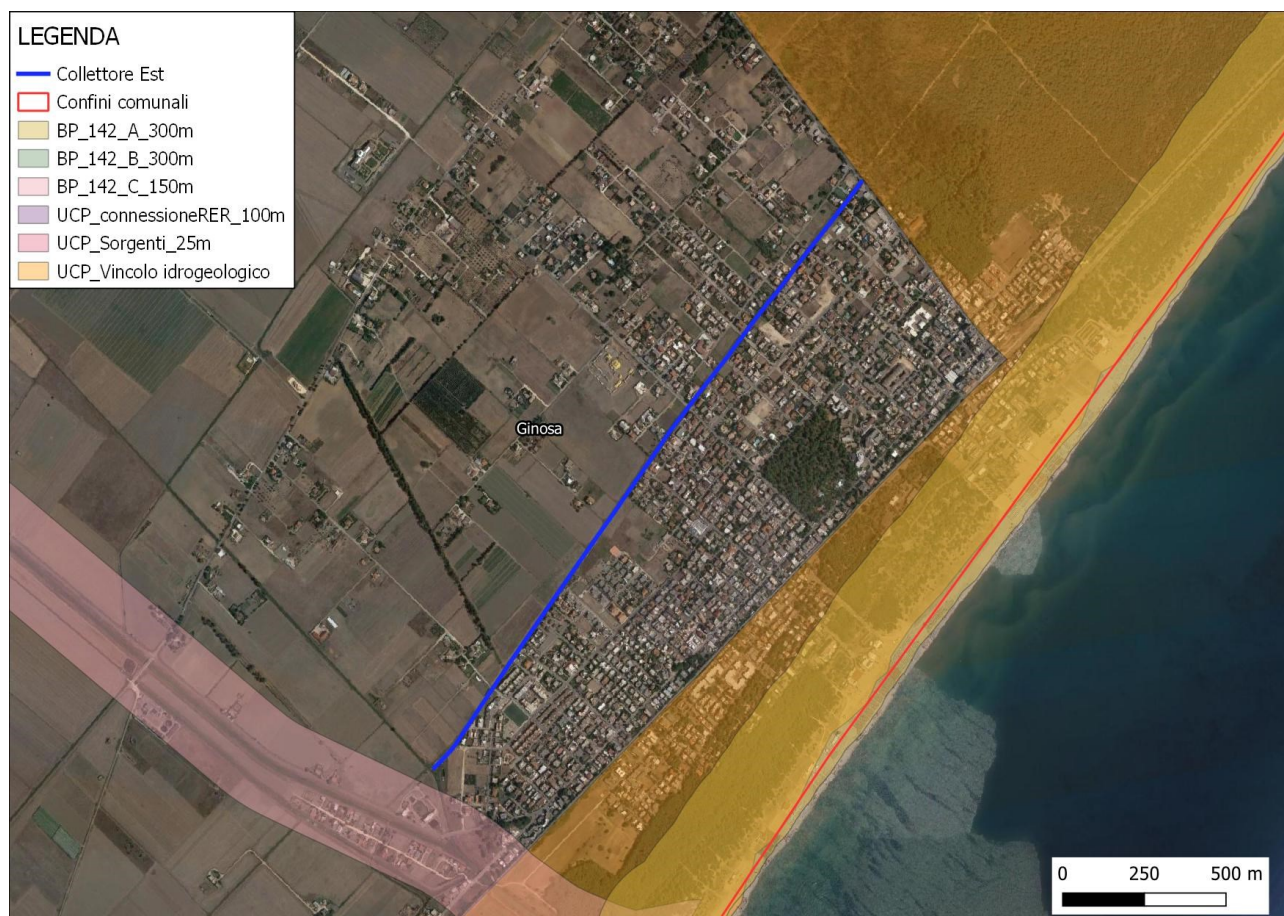 LEGENDA
Collettore Est
Confini comunali
BP_142_A_300m
BP_142_B_300m
BP_142_C_150m
UCP_connessioneRER_100m
UCP_Sorgenti_25m
UCP_Vincolo idrogeologico
Ginosa
0 250 500 m